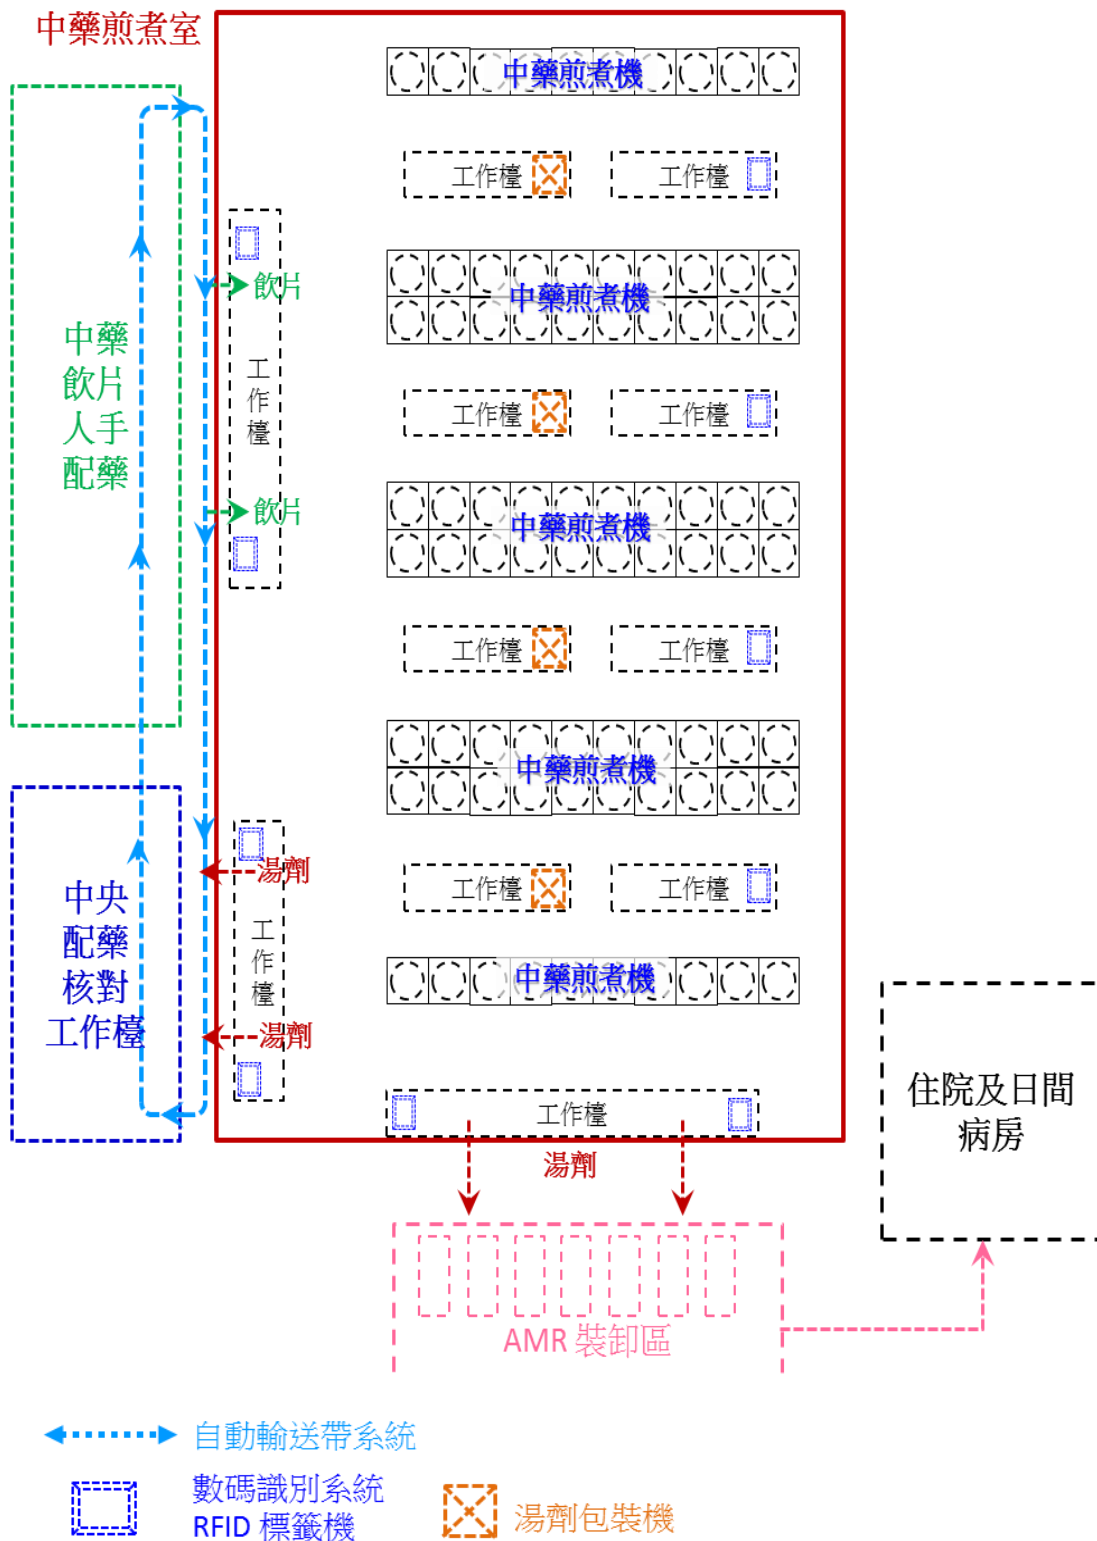 中藥煎煮室
中藥煎煮機
工作檯
工作檯
飲片
中藥煎煮機
中藥
飲片
人手
配藥
工
作
檯
工作檯
工作檯
飲片
中藥煎煮機
工作檯
工作檯
中藥煎煮機
湯劑
工作檯
工作檯
中央
配藥
核對
工作檯
工
作
檯
中藥煎煮機
湯劑
工作檯
湯劑
住院及日間
病房
AMR 裝卸區
自動輸送帶系統
數碼識別系統
RFID 標籤機
湯劑包裝機